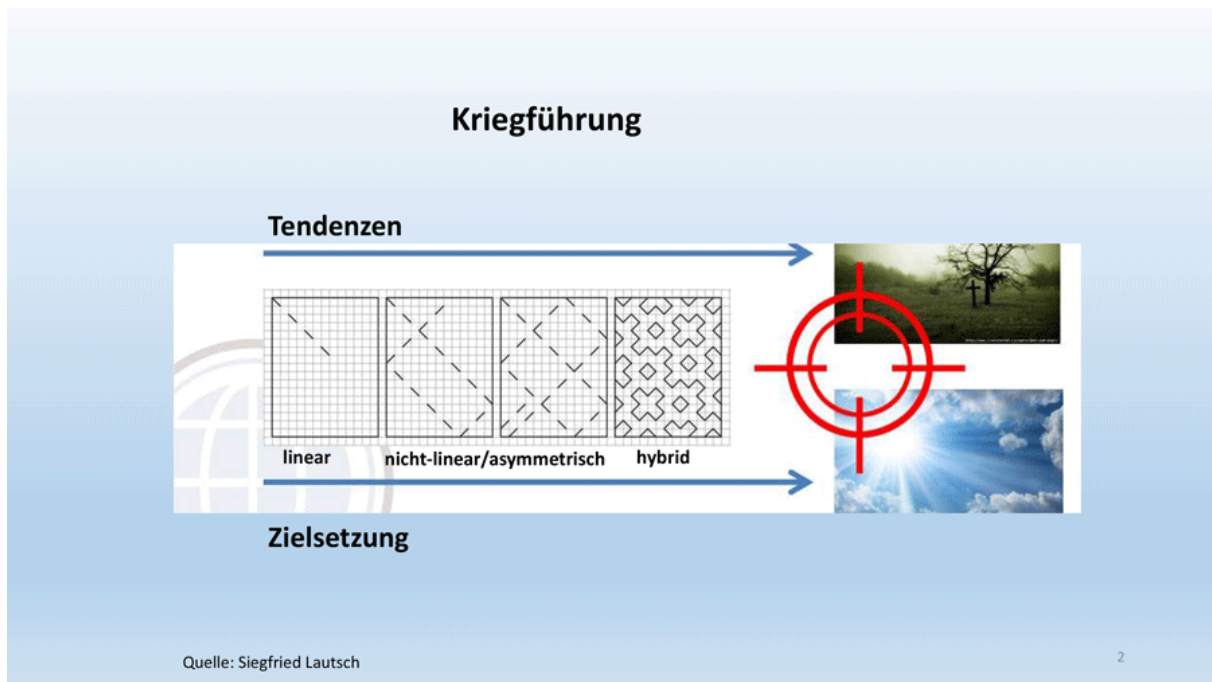 Kriegführung
Tendenzen
linear
nicht-linear/asymmetrisch
hybrid
Zielsetzung
Quelle: Siegfried Lautsch
2